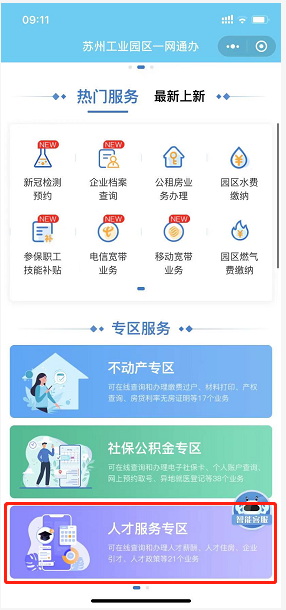 09:11
苏州工业园区一网通办
热门服务 最新上新
NEW NEW
新冠检测 企业档案 公租房业 园区水费
预约 查询 务办理 缴纳
NEW NEW NEW
参保职工 电信宽带 移动宽带 园区燃气
技能补贴 业务 业务 费缴纳
专区服务
不动产专区
可在线查询和办理缴费过户、材料打印、产权
查询、房贷利率无房证明等17个业务
社保公积金专区
可在线查询和办理电子社保卡、个人账户查询、
网上预约取号、异地就医登记等38个业务
智能客服
人才服务专区
可在线查询和办理人才薪酬、人才住房、企业
引才、人才政策等21个业务